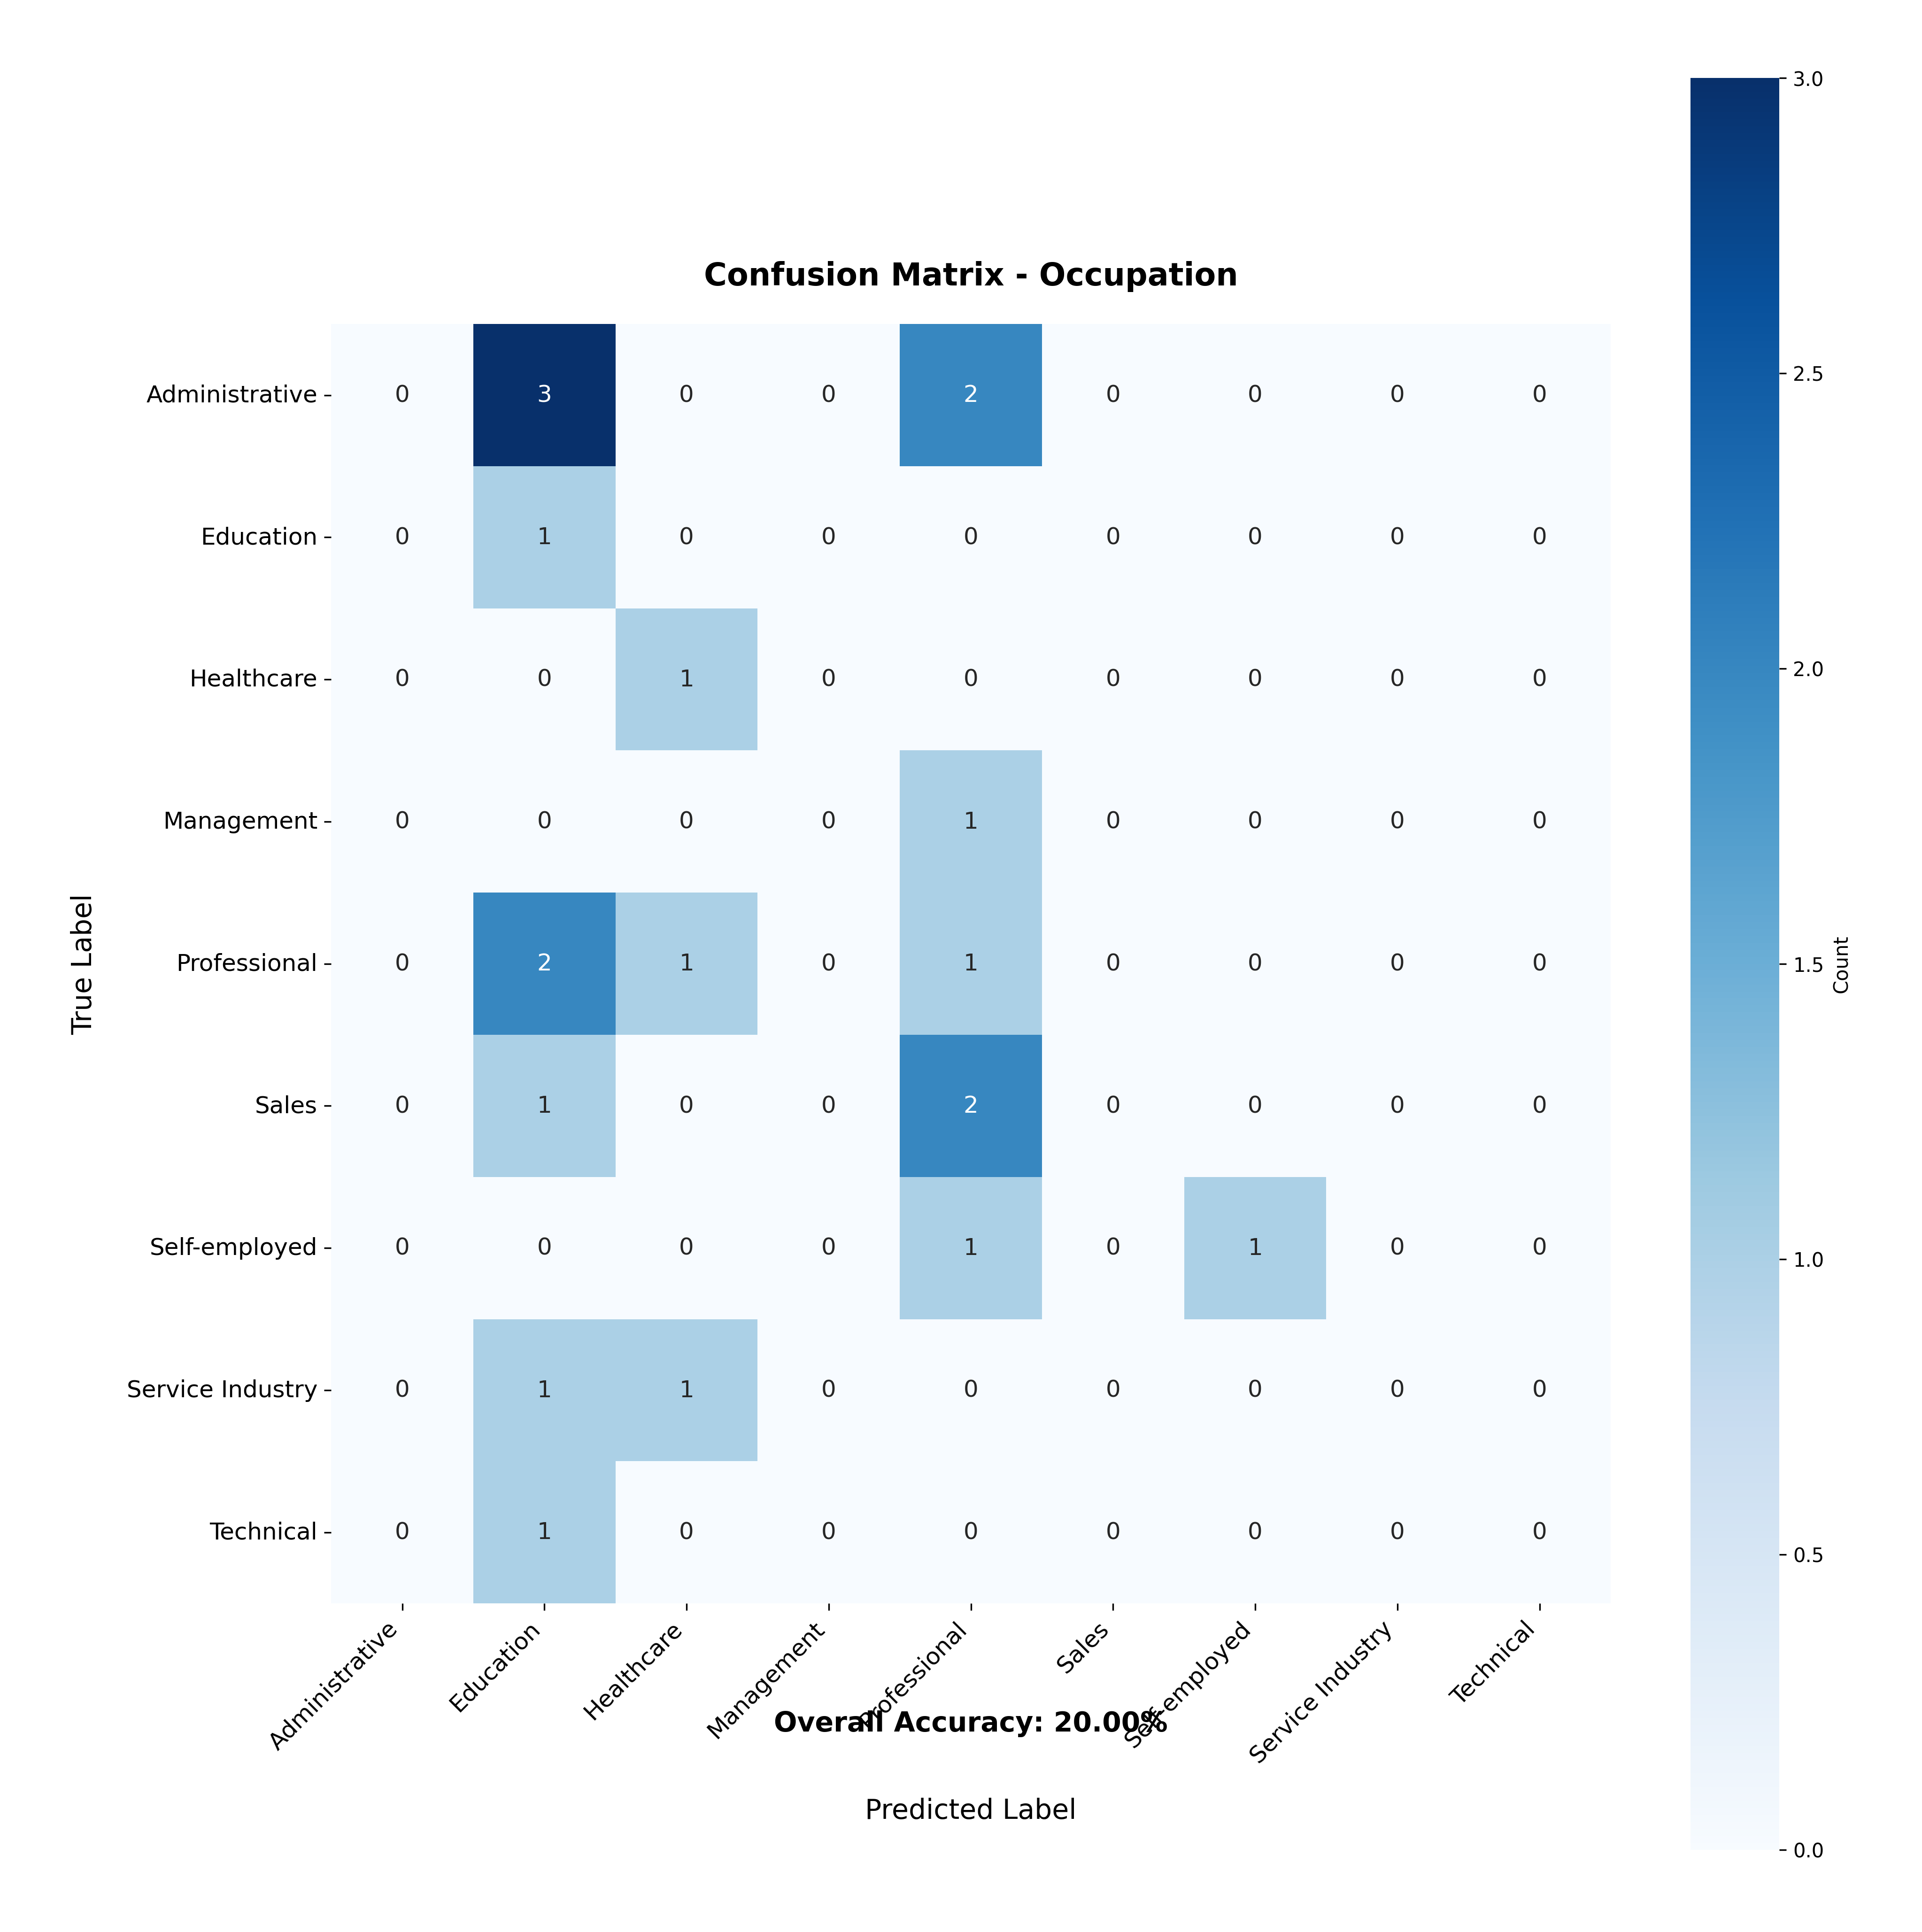 Confusion Matrix - Occupation
True Label
Administrative 0 3 0 0 2 0 0 0 0
Education 0 1 0 0 0 0 0 0 0
Healthcare 0 0 1 0 0 0 0 0 0
Management 0 0 0 0 1 0 0 0 0
Professional 0 2 1 0 1 0 0 0 0
Sales 0 1 0 0 2 0 0 0 0
Self-employed 0 0 0 0 1 0 1 0 0
Service Industry 0 1 1 0 0 0 0 0 0
Technical 0 1 0 0 0 0 0 0 0
Administrative Education Healthcare Management Professional Sales Self-employed Service Industry Technical
Overall Accuracy: 20.00%
Predicted Label
3.0
2.5
2.0
1.5
1.0
0.5
0.0
Count